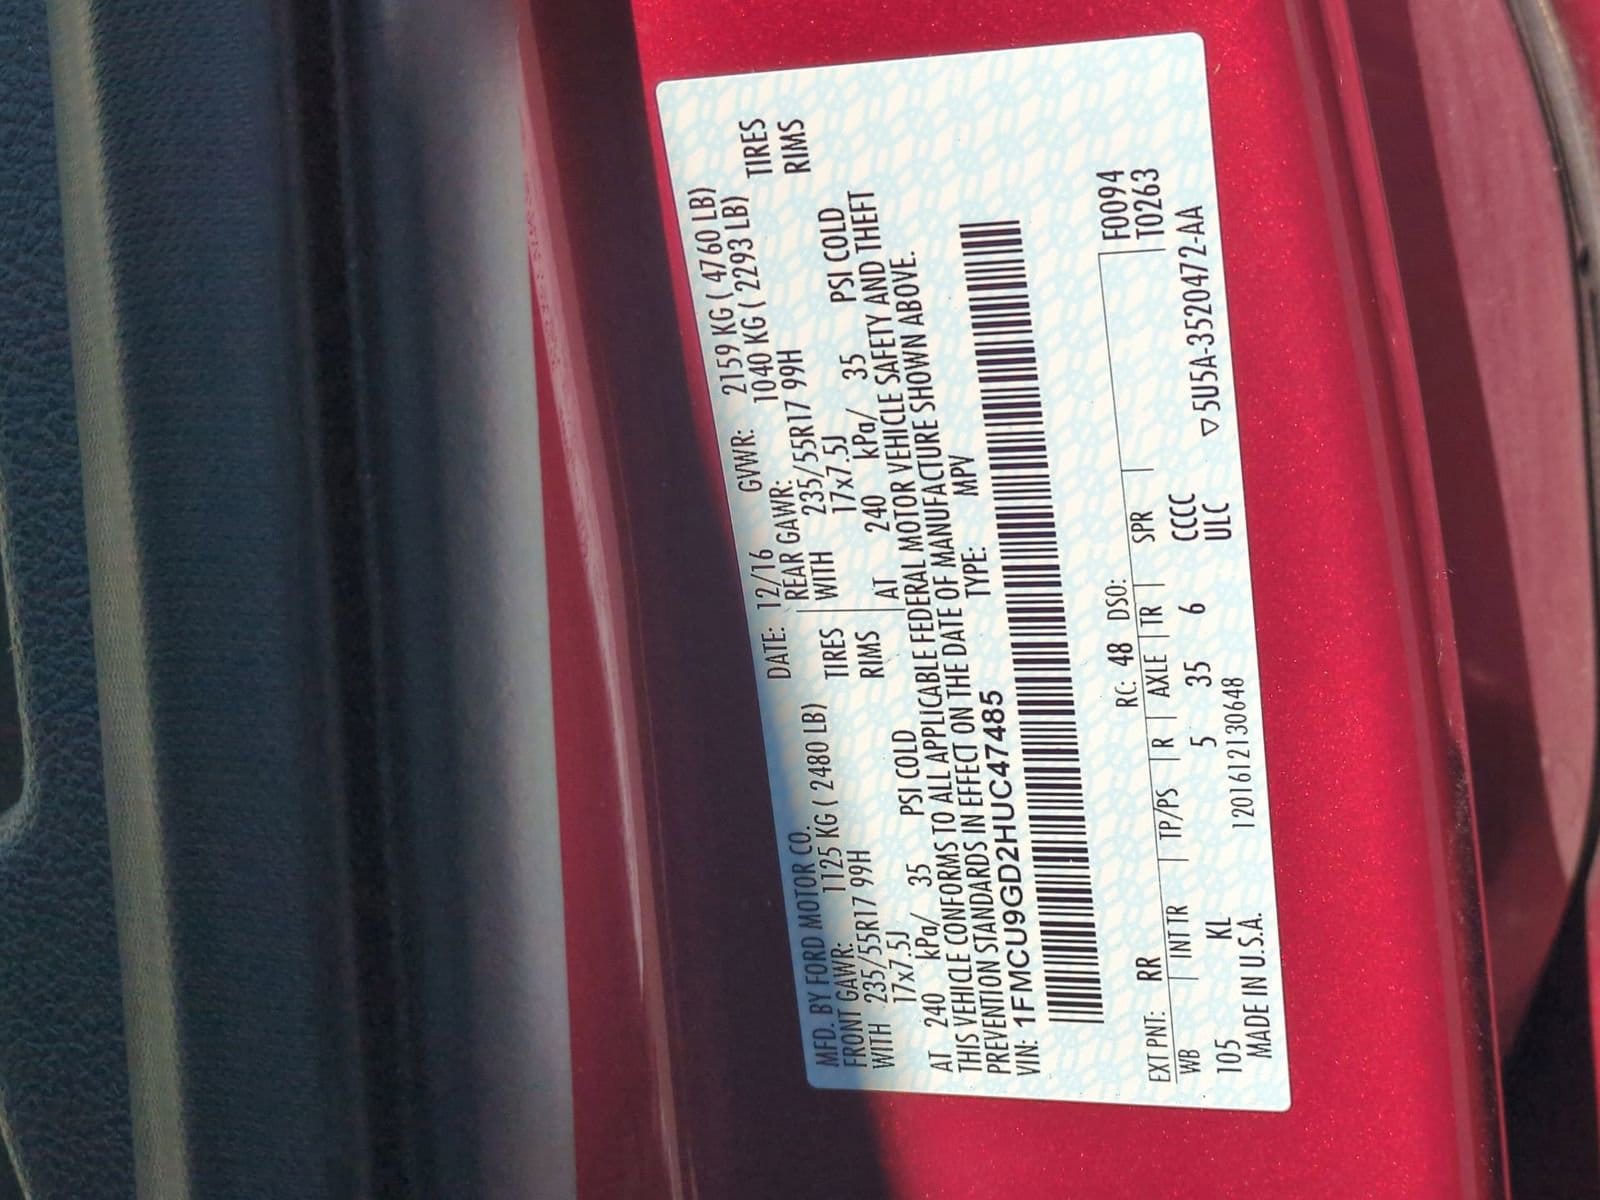 MFD. BY FORD MOTOR CO.
DATE: 12/16 GVWR: 2159 KG ( 4760 LB)
FRONT GAWR: 1125 KG ( 2480 LB) REAR GAWR: 1040 KG ( 2293 LB)
WITH 235/55R17 99H TIRES WITH 235/55R17 99H TIRES
17x7.5J RIMS 17x7.5J RIMS
AT 240 kPa/ 35 PSI COLD AT 240 kPa/ 35 PSI COLD
THIS VEHICLE CONFORMS TO ALL APPLICABLE FEDERAL MOTOR VEHICLE SAFETY AND THEFT
PREVENTION STANDARDS IN EFFECT ON THE DATE OF MANUFACTURE SHOWN ABOVE.
VIN: 1FMCU9GD2HUC47485 TYPE: MPV
F0094
EXT PNT: RR RC: 48 DSO: T0263
WB INT TR TP/PS R AXLE TR SPR
105 KL 5 35 6 CCCC
ULC
MADE IN U.S.A. 12016121130648 ▽5U5A-3520472-AA